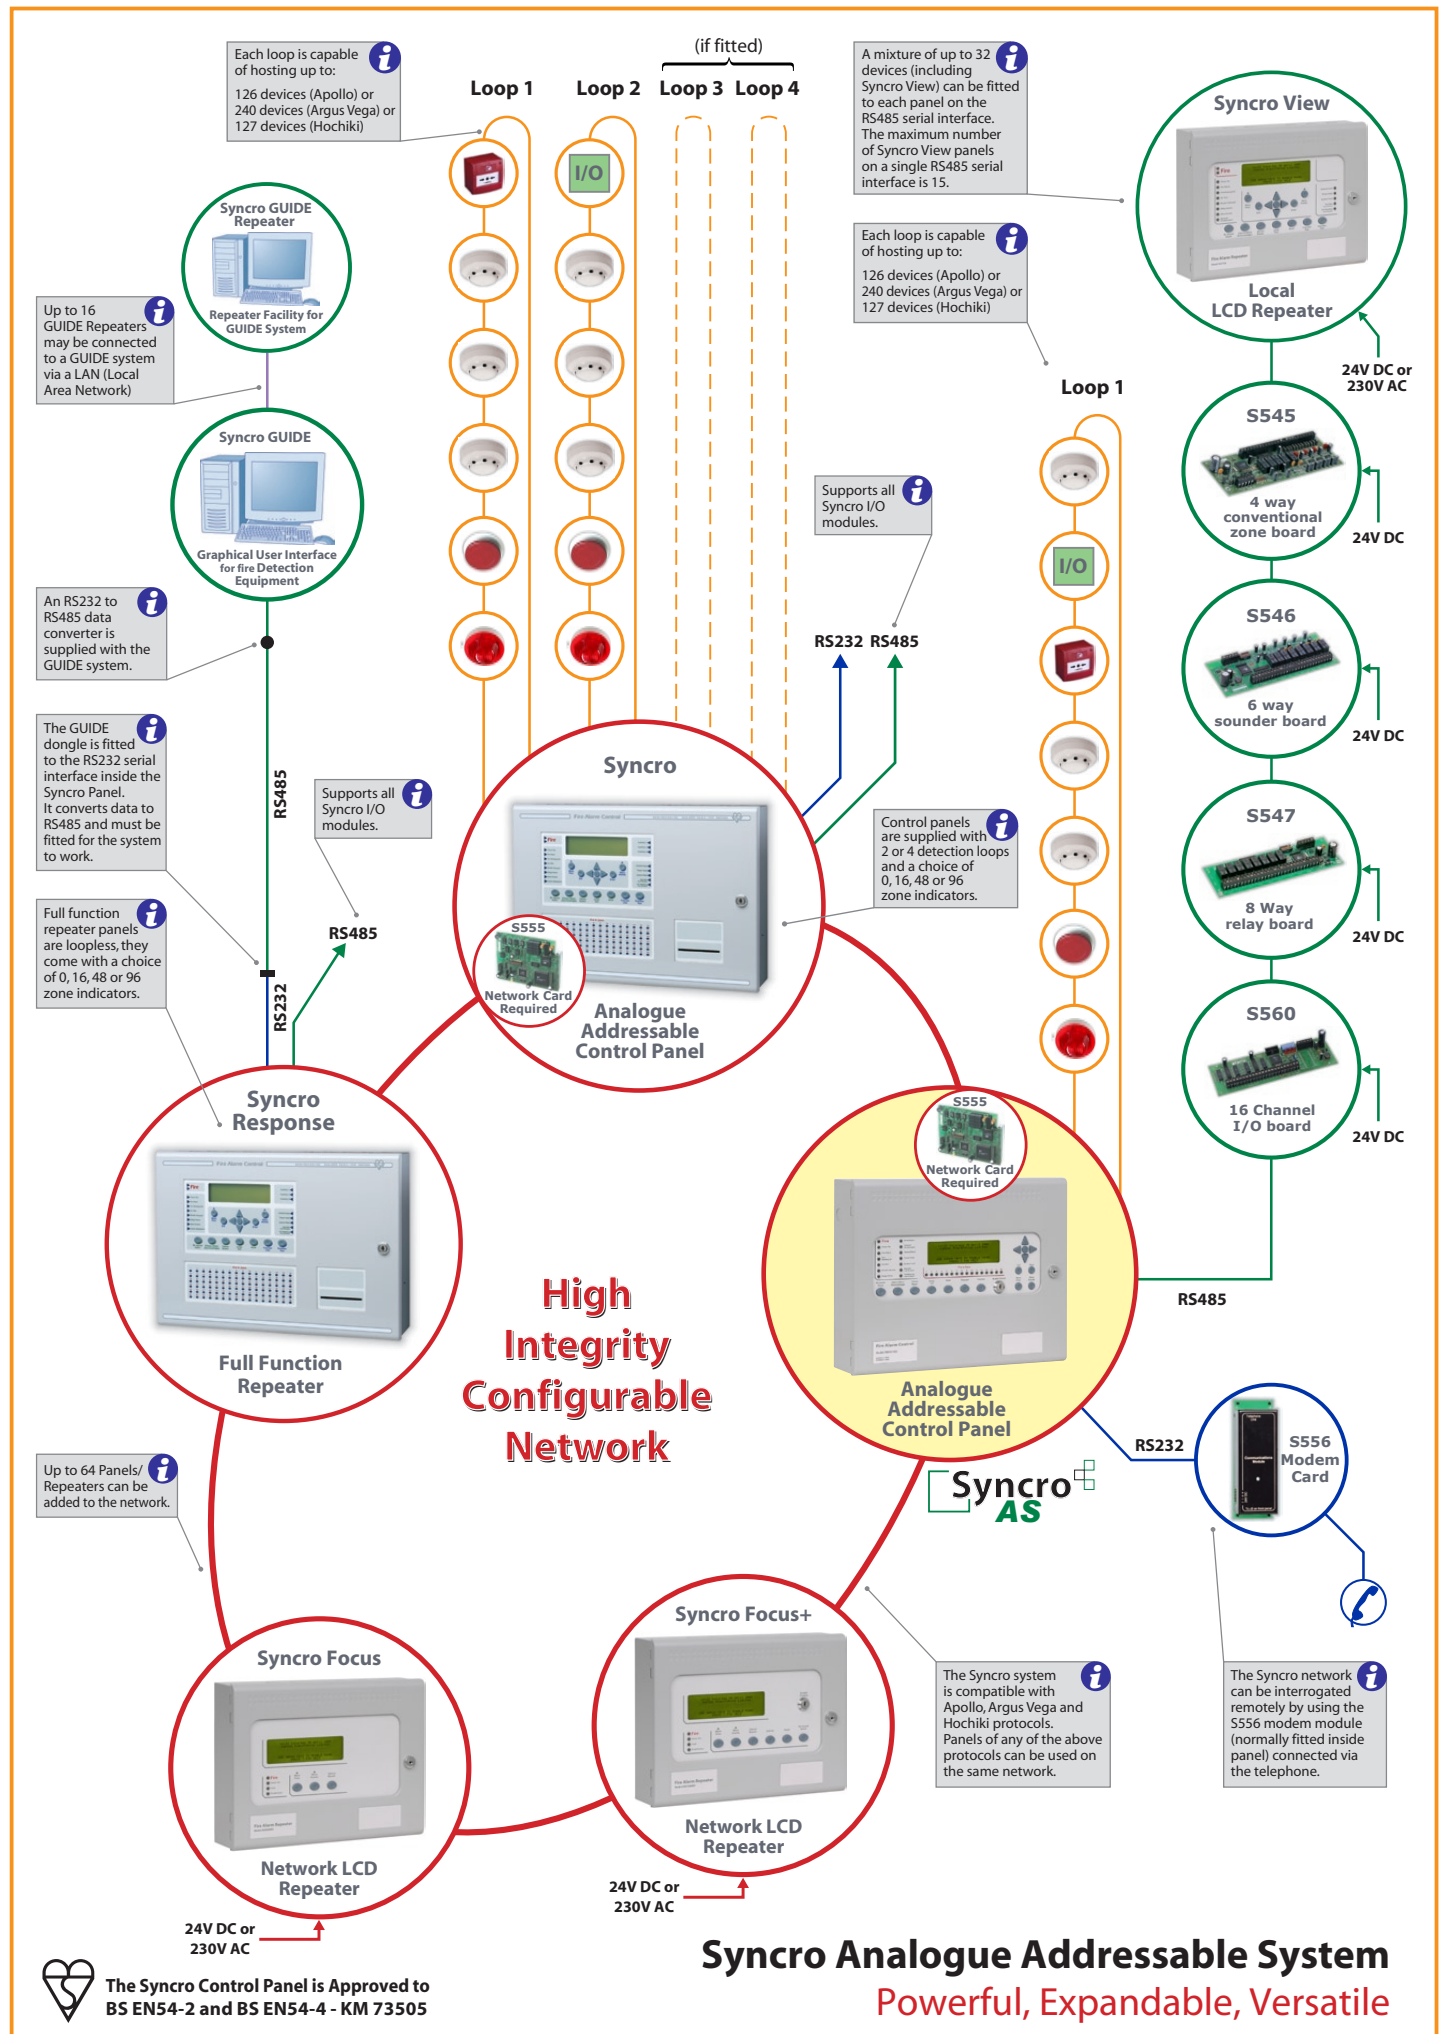 Each loop is capable
of hosting up to:
126 devices (Apollo) or
240 devices (Argus Vega) or
127 devices (Hochiki)
Loop 1
Loop 2
(if fitted)
Loop 3
Loop 4
I/O
A mixture of up to 32
devices (including
Syncro View) can be fitted
to each panel on the
RS485 serial interface.
The maximum number
of Syncro View panels
on a single RS485 serial
interface is 15.
Syncro View
Local
LCD Repeater
24V DC or
230V AC
Each loop is capable
of hosting up to:
126 devices (Apollo) or
240 devices (Argus Vega) or
127 devices (Hochiki)
Loop 1
I/O
Syncro GUIDE
Repeater
Repeater Facility for
GUIDE System
Up to 16
GUIDE Repeaters
may be connected
to a GUIDE system
via a LAN (Local
Area Network)
Syncro GUIDE
Graphical User Interface
for fire Detection
Equipment
An RS232 to
RS485 data
converter is
supplied with the
GUIDE system.
The GUIDE
dongle is fitted
to the RS232 serial
interface inside the
Syncro Panel.
It converts data to
RS485 and must be
fitted for the system
to work.
RS485
Supports all
Syncro I/O
modules.
Full function
repeater panels
are loopless, they
come with a choice
of 0, 16, 48 or 96
zone indicators.
RS485
RS232
Supports all
Syncro I/O
modules.
RS232 RS485
S545
4 way
conventional
zone board
24V DC
S546
6 way
sounder board
24V DC
S547
8 Way
relay board
24V DC
S560
16 Channel
I/O board
24V DC
RS485
Syncro
Fire Alarm Control
Fire
S555
Network Card
Required
Analogue
Addressable
Control Panel
Control panels
are supplied with
2 or 4 detection loops
and a choice of
0, 16, 48 or 96
zone indicators.
Syncro
Response
Fire Alarm Control
Fire
Full Function
Repeater
S555
Network Card
Required
Fire Alarm Control
Analogue
Addressable
Control Panel
Syncro
AS
High
Integrity
Configurable
Network
RS232
S556
Modem
Card
Communications
Module
Up to 64 Panels/
Repeaters can be
added to the network.
Syncro Focus
Fire Alarm Repeater
Network LCD
Repeater
24V DC or
230V AC
Syncro Focus+
Fire Alarm Repeater
Network LCD
Repeater
24V DC or
230V AC
The Syncro system
is compatible with
Apollo, Argus Vega and
Hochiki protocols.
Panels of any of the above
protocols can be used on
the same network.
The Syncro network
can be interrogated
remotely by using the
S556 modem module
(normally fitted inside
panel) connected via
the telephone.
The Syncro Control Panel is Approved to
BS EN54-2 and BS EN54-4 - KM 73505
Syncro Analogue Addressable System
Powerful, Expandable, Versatile